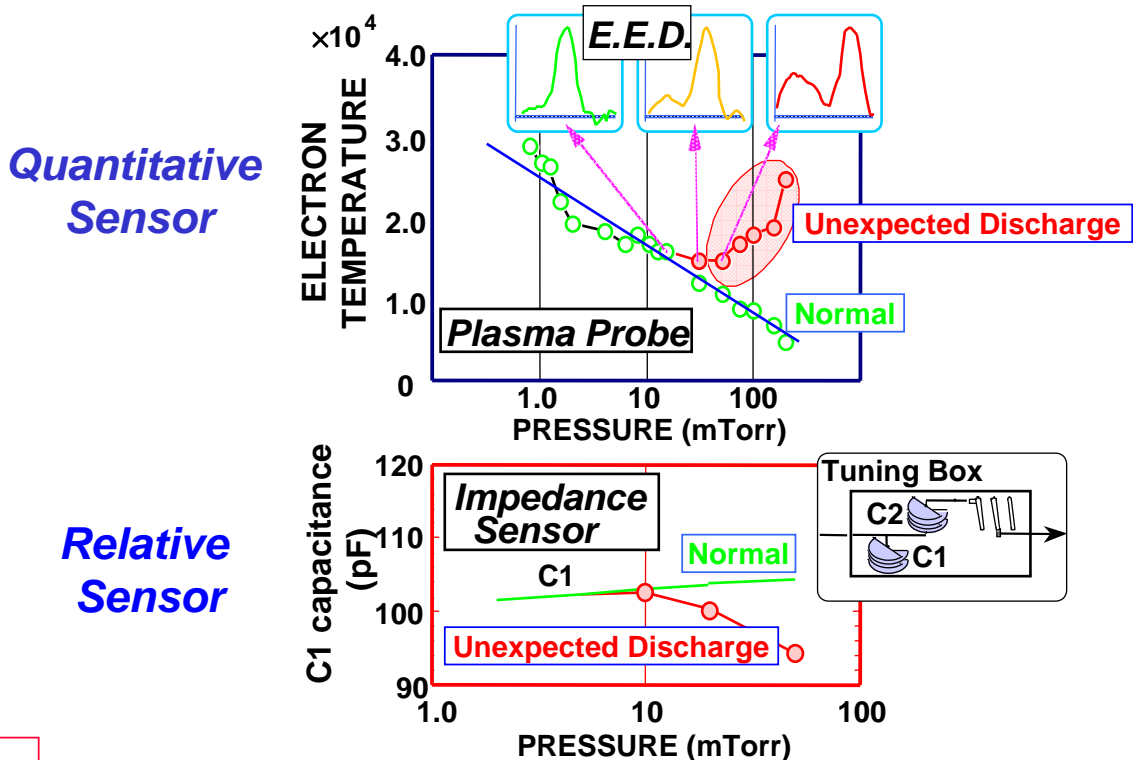 ×10⁴
E.E.D.
4.0
3.0
2.0
1.0
0
ELECTRON
TEMPERATURE
Quantitative
Sensor
Unexpected Discharge
Normal
Plasma Probe
1.0
10
100
PRESSURE (mTorr)
Relative
Sensor
C1 capacitance
(pF)
120
110
100
90
Impedance
Sensor
Normal
C1
Unexpected Discharge
Tuning Box
C2
C1
1.0
10
100
PRESSURE (mTorr)